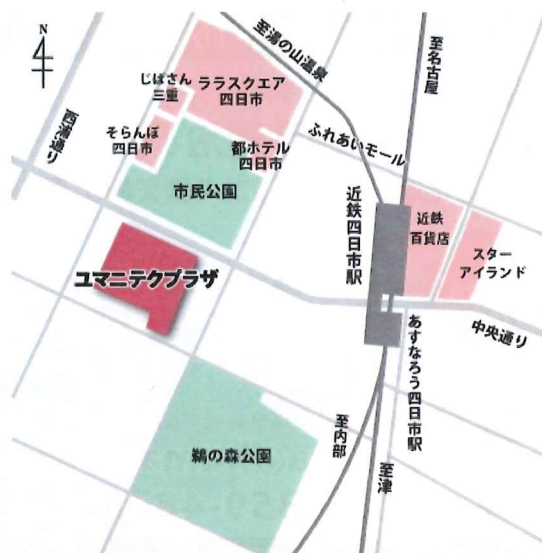 N
至湯の山温泉
至名古屋
じばさん
三重
ララスクエア
四日市
西浦通り
そらんぽ
四日市
都ホテル
四日市
ふれあいモール
市民公園
近鉄四日市駅
近鉄
百貨店
スター
アイランド
ユマニテクプラザ
中央通り
あすなろう四日市駅
鵜の森公園
至内部
至津